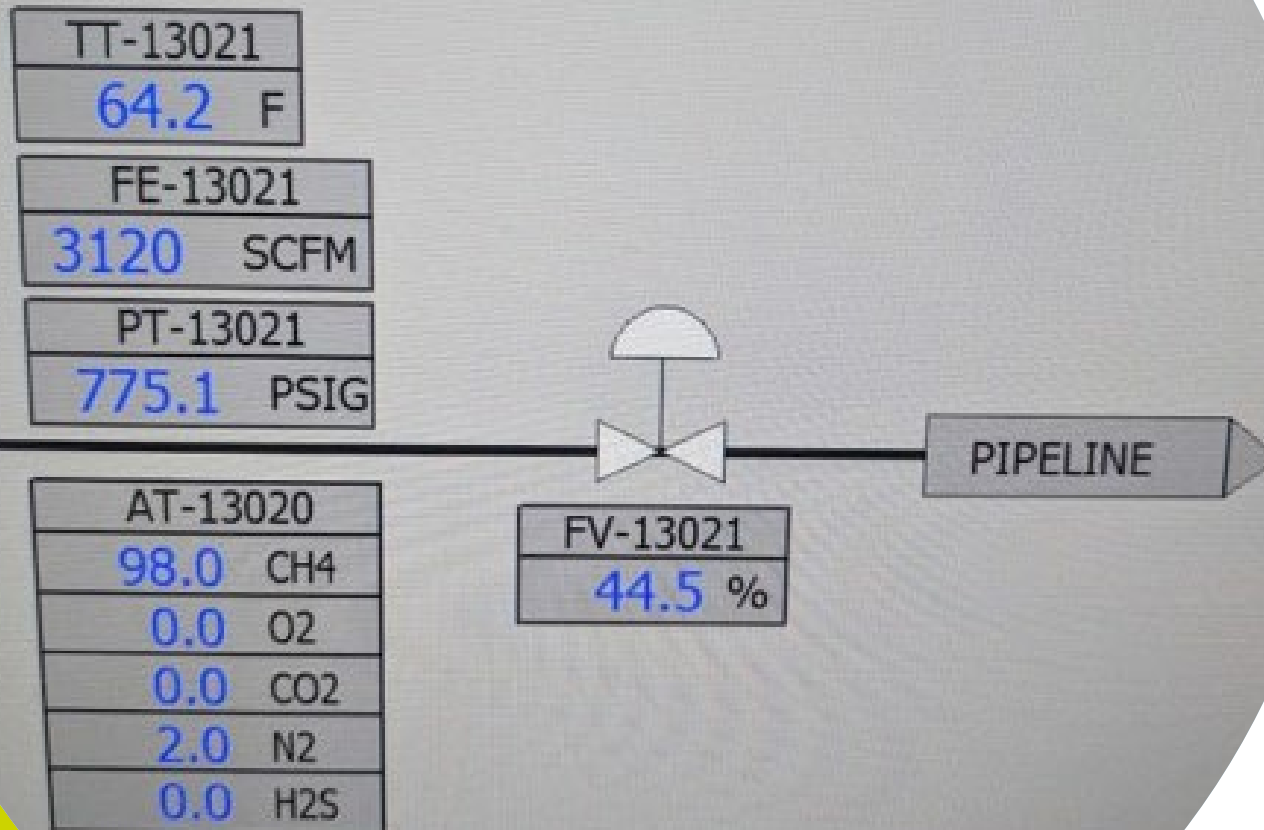 TT-13021
64.2 F
FE-13021
3120 SCFM
PT-13021
775.1 PSIG
PIPELINE
AT-13020
98.0 CH4
0.0 O2
0.0 CO2
2.0 N2
0.0 H2S
FV-13021
44.5 %